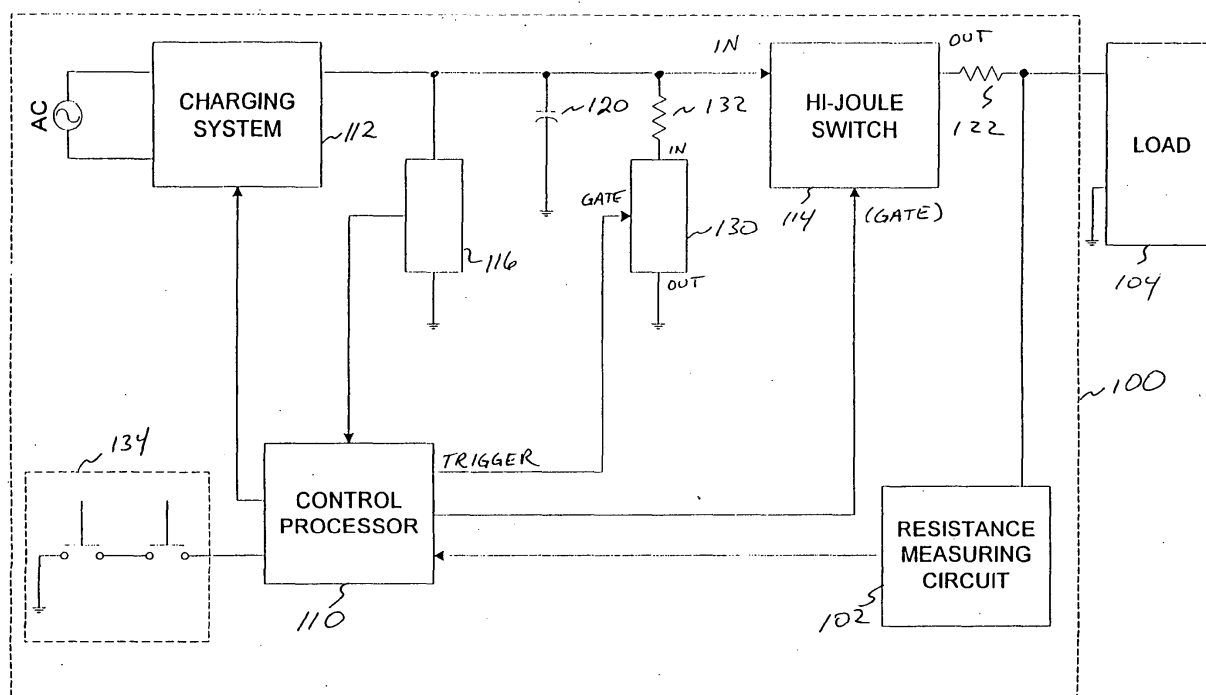 IN
OUT
AC
CHARGING
SYSTEM
112
120
132
HI-JOULE
SWITCH
122
LOAD
IN
GATE
114
(GATE)
130
116
OUT
104
100
134
TRIGGER
CONTROL
PROCESSOR
RESISTANCE
MEASURING
CIRCUIT
110
102